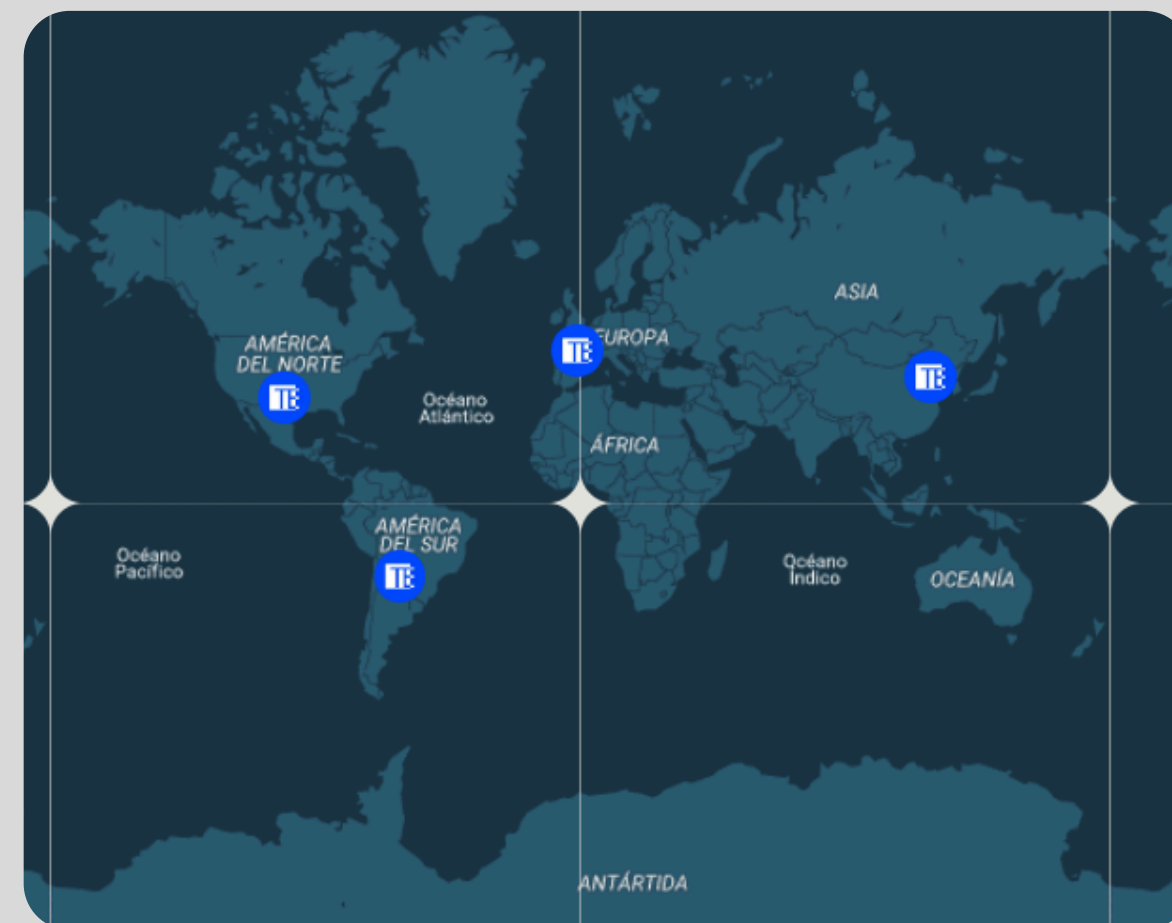 ASIA
EUROPA
AMÉRICA
DEL NORTE
Océano
Atlántico
ÁFRICA
AMÉRICA
DEL SUR
Océano
Pacífico
Océano
Índico
OCEANÍA
ANTÁRTIDA